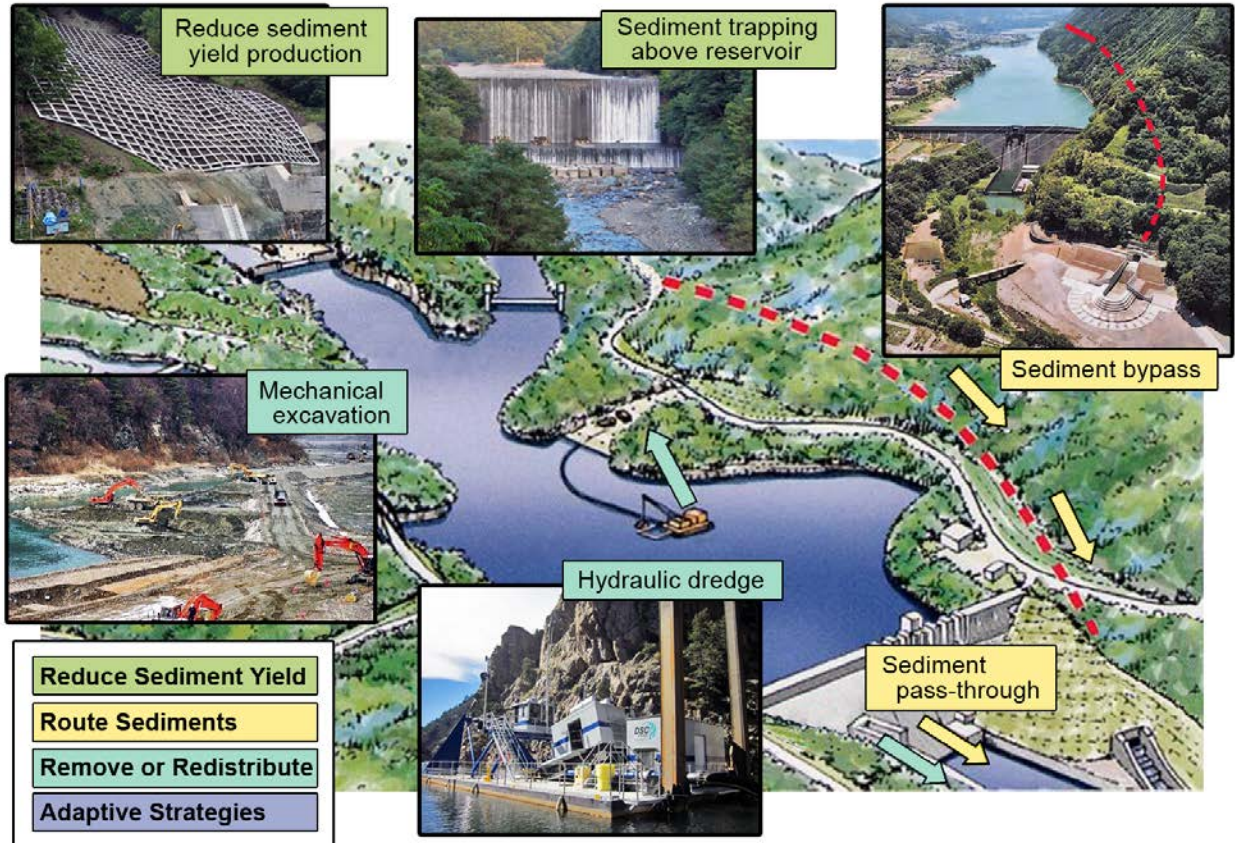 Reduce sediment
yield production
Sediment trapping
above reservoir
Sediment bypass
Mechanical
excavation
Hydraulic dredge
DSC
Sediment
pass-through
Reduce Sediment Yield
Route Sediments
Remove or Redistribute
Adaptive Strategies